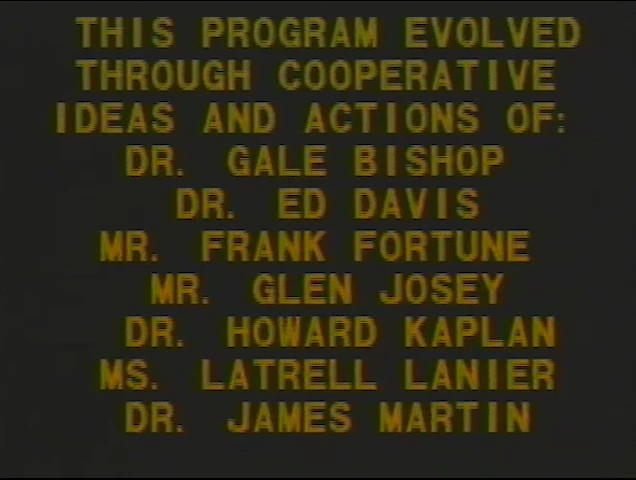 THIS PROGRAM EVOLVED
THROUGH COOPERATIVE
IDEAS AND ACTIONS OF:
DR. GALE BISHOP
DR. ED DAVIS
MR. FRANK FORTUNE
MR. GLEN JOSEY
DR. HOWARD KAPLAN
MS. LATRELL LANIER
DR. JAMES MARTIN